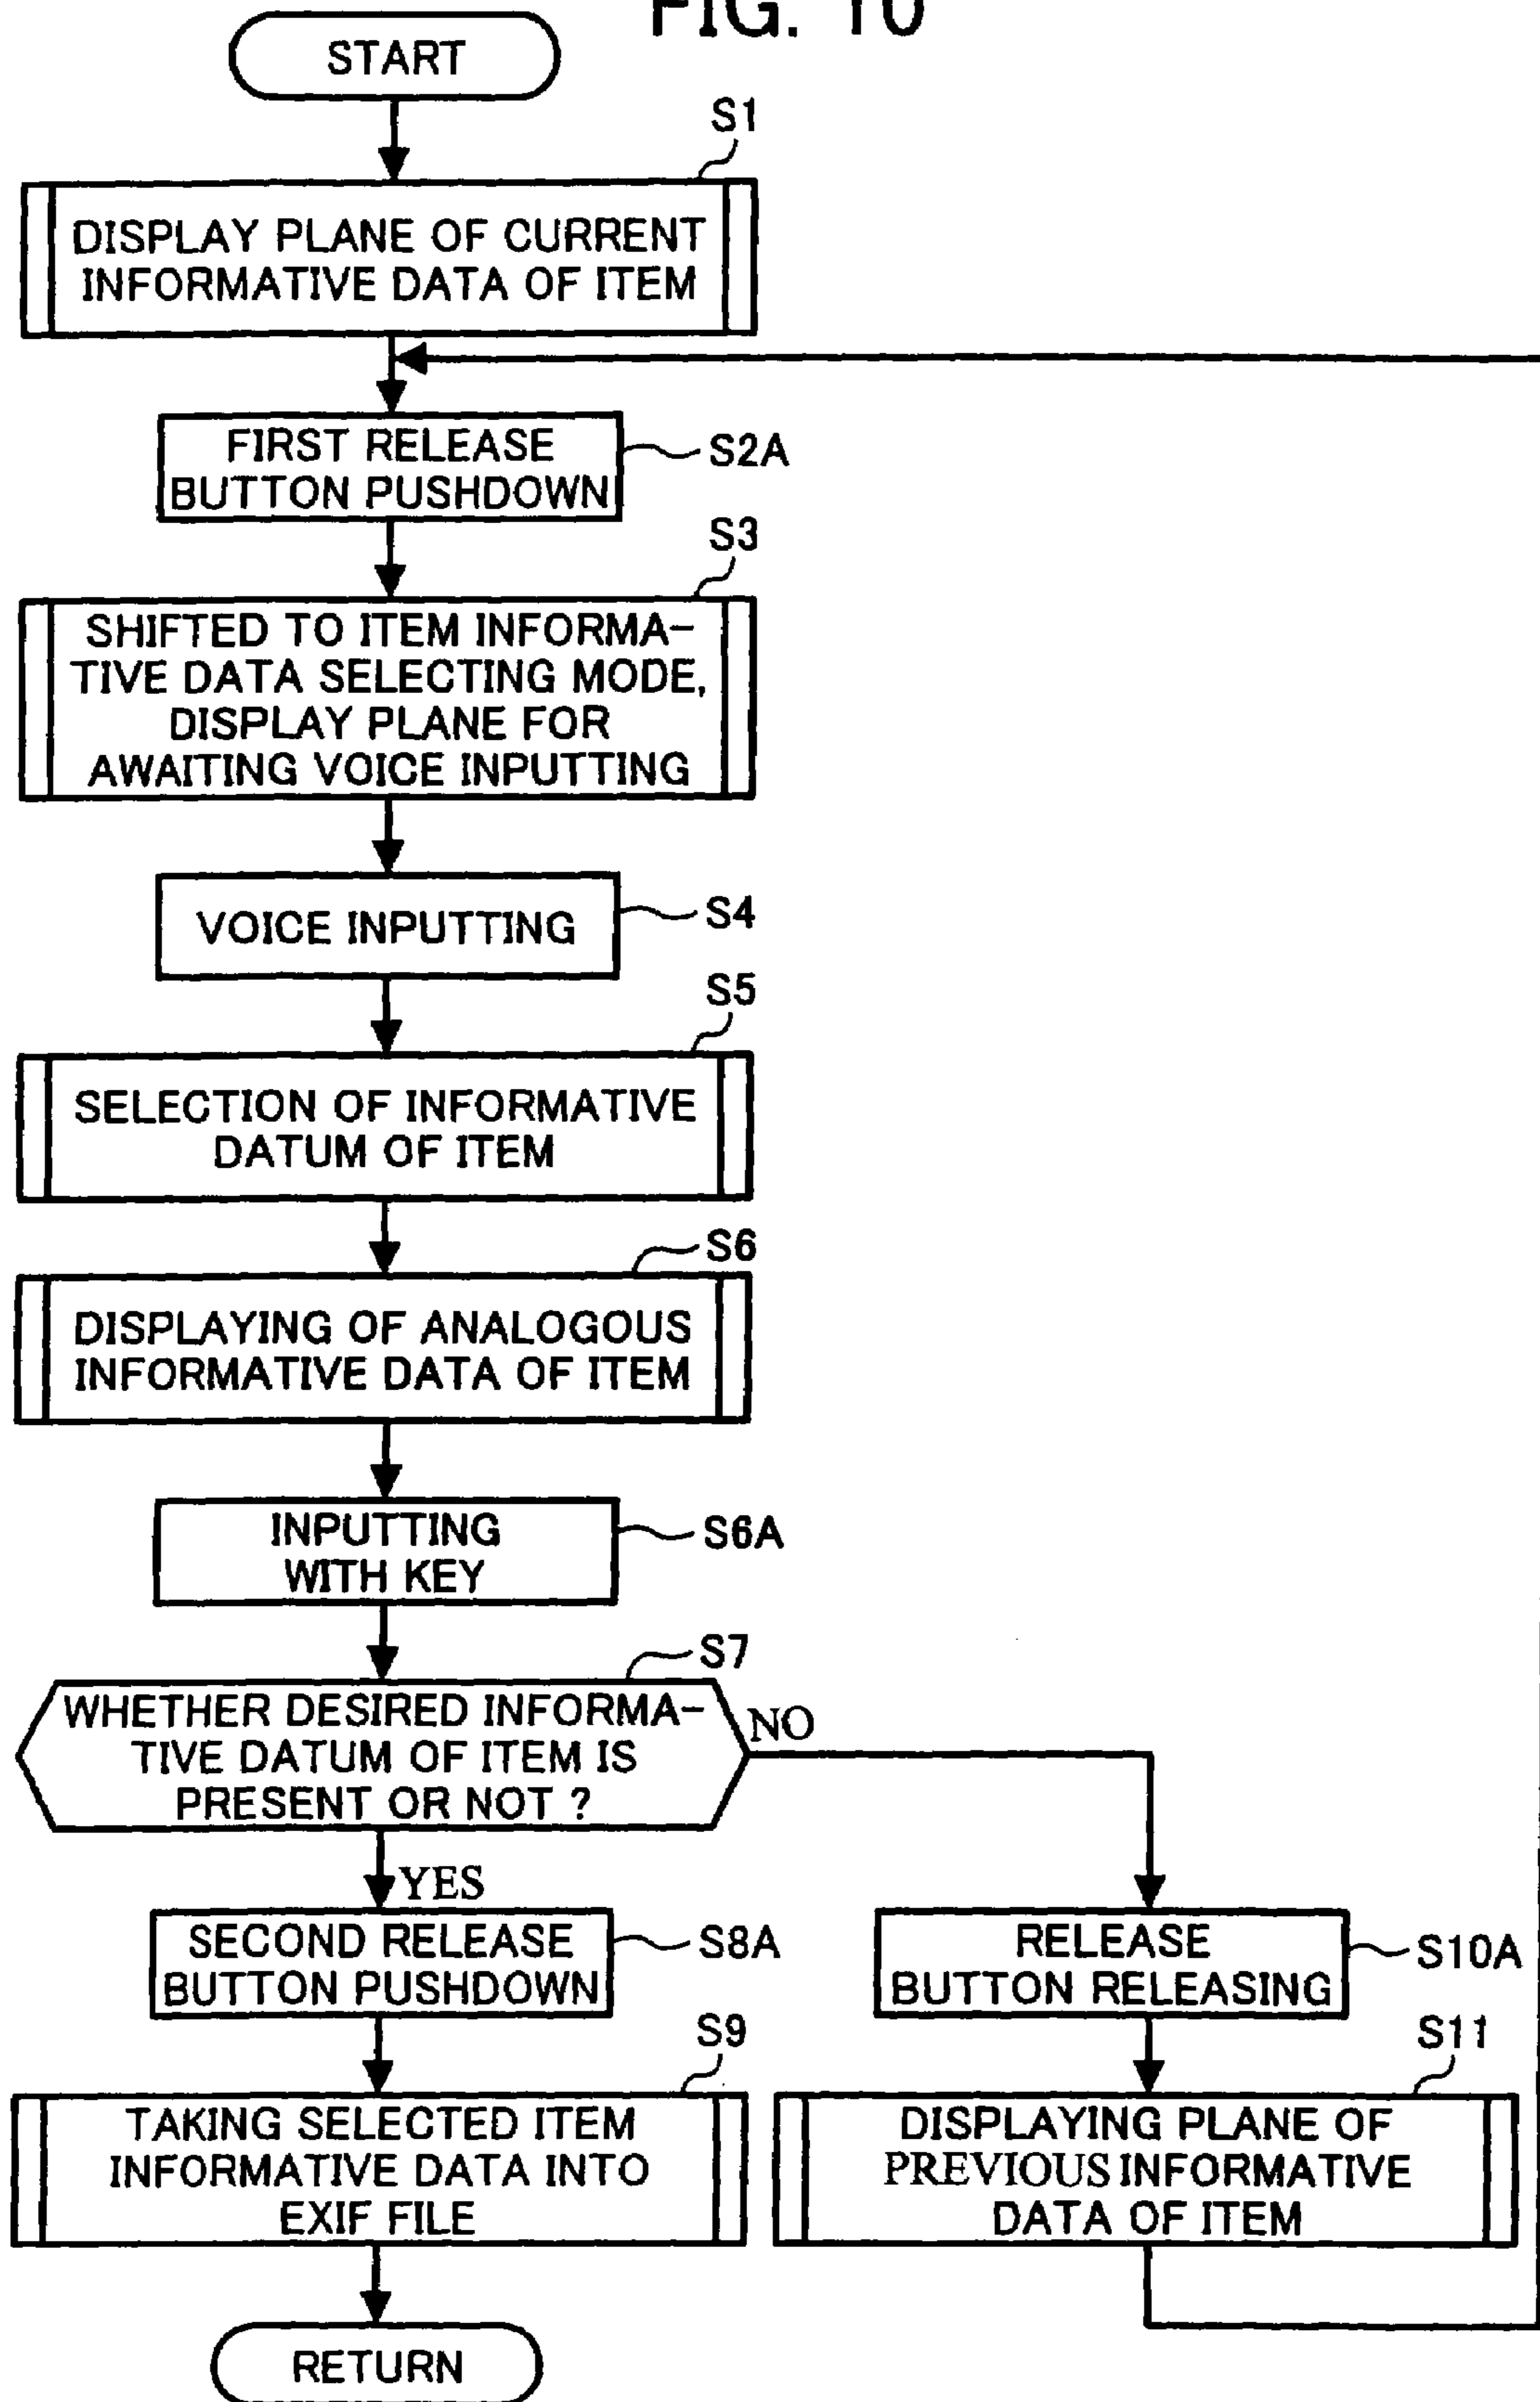 FIG. 10
START
S1
DISPLAY PLANE OF CURRENT
INFORMATIVE DATA OF ITEM
FIRST RELEASE
BUTTON PUSHDOWN
S2A
S3
SHIFTED TO ITEM INFORMA-
TIVE DATA SELECTING MODE,
DISPLAY PLANE FOR
AWAITING VOICE INPUTTING
VOICE INPUTTING
S4
S5
SELECTION OF INFORMATIVE
DATUM OF ITEM
S6
DISPLAYING OF ANALOGOUS
INFORMATIVE DATA OF ITEM
INPUTTING
WITH KEY
S6A
S7
WHETHER DESIRED INFORMA-
TIVE DATUM OF ITEM IS
PRESENT OR NOT ?
NO
YES
SECOND RELEASE
BUTTON PUSHDOWN
S8A
RELEASE
BUTTON RELEASING
S10A
S9
TAKING SELECTED ITEM
INFORMATIVE DATA INTO
EXIF FILE
S11
DISPLAYING PLANE OF
PREVIOUS INFORMATIVE
DATA OF ITEM
RETURN